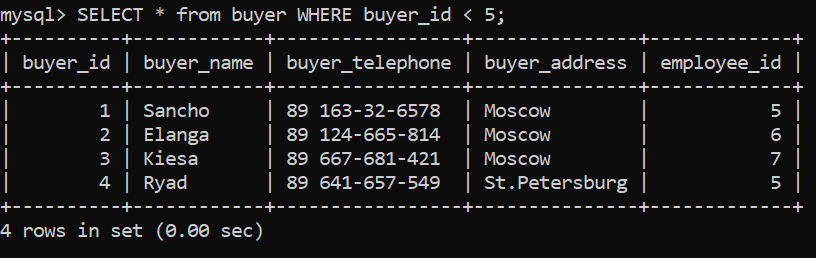 mysql> SELECT * from buyer WHERE buyer_id < 5;
+----------+------------+-----------------+---------------+-------------+
| buyer_id | buyer_name | buyer_telephone | buyer_address | employee_id |
+----------+------------+-----------------+---------------+-------------+
|        1 | Sancho     | 89 163-32-6578  | Moscow        |           5 |
|        2 | Elanga     | 89 124-665-814  | Moscow        |           6 |
|        3 | Kiesa      | 89 667-681-421  | Moscow        |           7 |
|        4 | Ryad       | 89 641-657-549  | St.Petersburg |           5 |
+----------+------------+-----------------+---------------+-------------+
4 rows in set (0.00 sec)